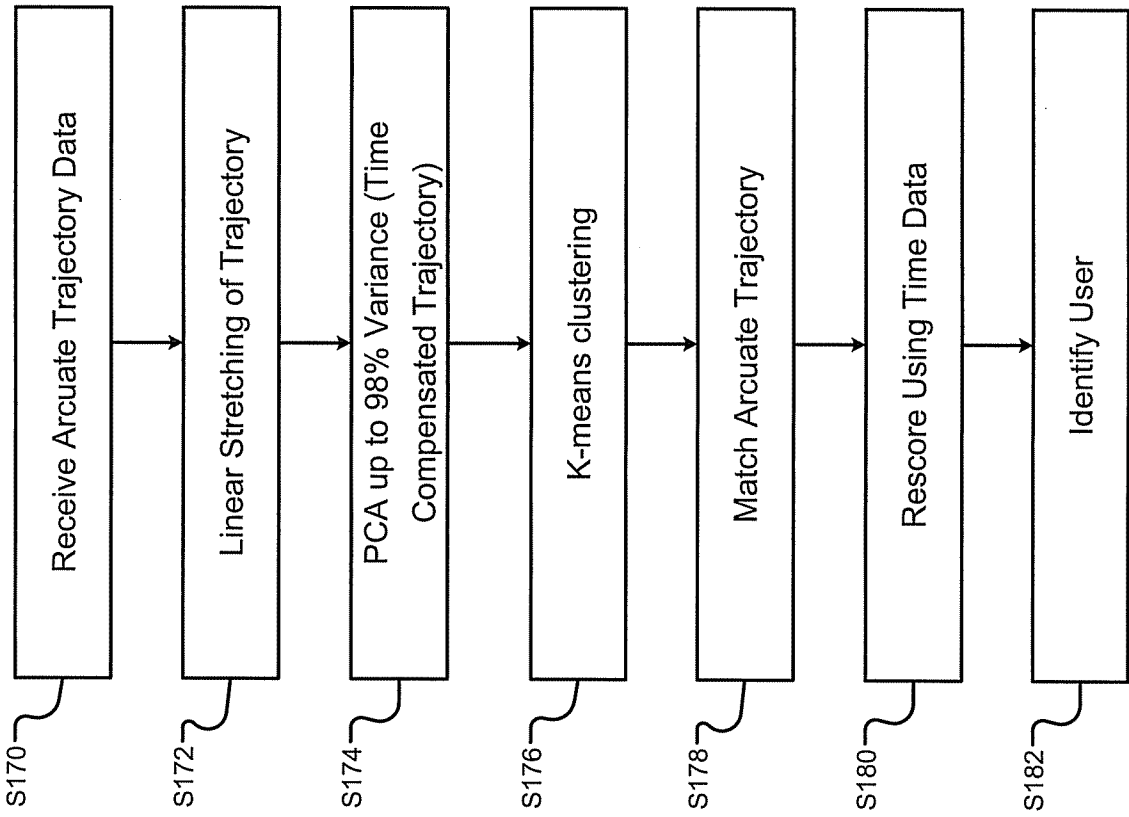 S170
Receive Arcuate Trajectory Data
S172
Linear Stretching of Trajectory
S174
PCA up to 98% Variance (Time
Compensated Trajectory)
S176
K-means clustering
S178
Match Arcuate Trajectory
S180
Rescore Using Time Data
S182
Identify User